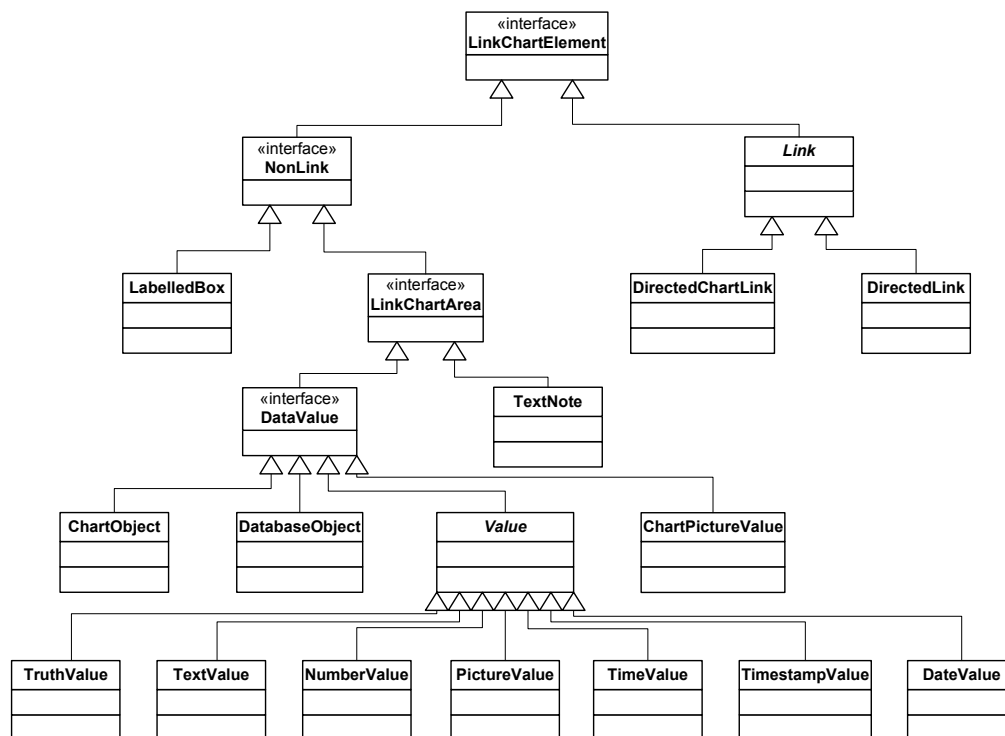 «interface»
LinkChartElement
«interface»
NonLink
Link
LabelledBox
«interface»
LinkChartArea
DirectedChartLink
DirectedLink
«interface»
DataValue
TextNote
ChartObject
DatabaseObject
Value
ChartPictureValue
TruthValue
TextValue
NumberValue
PictureValue
TimeValue
TimestampValue
DateValue